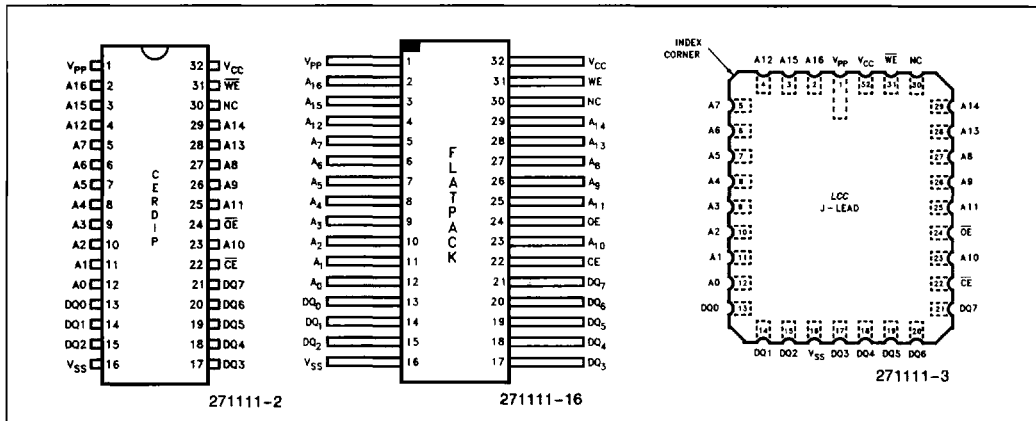 VPP 1 32 VCC
A16 2 31 W̅E̅
A15 3 30 NC
A12 4 29 A14
A7 5 28 A13
A6 6 27 A8
A5 7 26 A9
A4 8 25 A11
A3 9 24 O̅E̅
A2 10 23 A10
A1 11 22 C̅E̅
A0 12 21 DQ7
DQ0 13 20 DQ6
DQ1 14 19 DQ5
DQ2 15 18 DQ4
VSS 16 17 DQ3
CERDIP
271111-2
VPP 1 32 VCC
A16 2 31 WE
A15 3 30 NC
A12 4 29 A14
A7 5 28 A13
A6 6 27 A8
A5 7 26 A9
A4 8 25 A11
A3 9 24 OE
A2 10 23 A10
A1 11 22 CE
A0 12 21 DQ7
DQ0 13 20 DQ6
DQ1 14 19 DQ5
DQ2 15 18 DQ4
VSS 16 17 DQ3
FLATPACK
271111-16
INDEX
CORNER
A12 A15 A16 VPP VCC W̅E̅ NC
4 3 2 1 32 31 30
A7 5 29 A14
A6 6 28 A13
A5 7 27 A8
A4 8 26 A9
A3 9 25 A11
A2 10 24 O̅E̅
A1 11 23 A10
A0 12 22 C̅E̅
DQ0 13 21 DQ7
LCC
J-LEAD
14 15 16 17 18 19 20
DQ1 DQ2 VSS DQ3 DQ4 DQ5 DQ6
271111-3